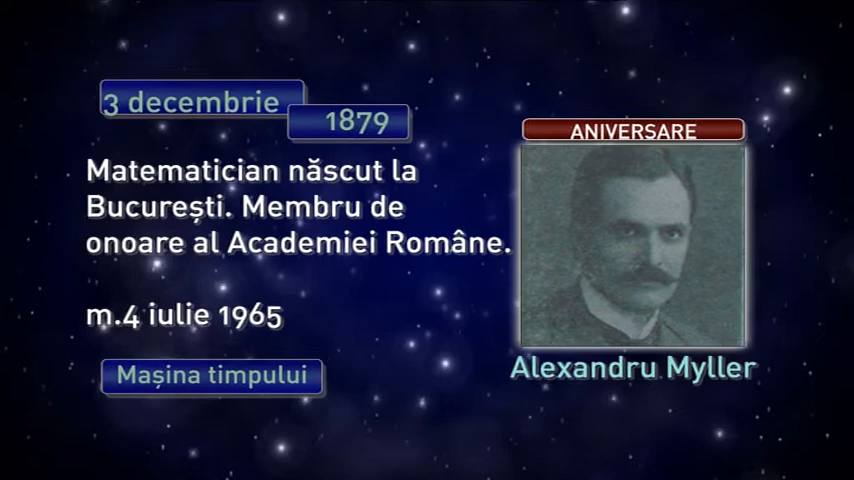 3 decembrie
1879
Matematician născut la
București. Membru de
onoare al Academiei Române.
m.4 iulie 1965
Mașina timpului
ANIVERSARE
Alexandru Myller